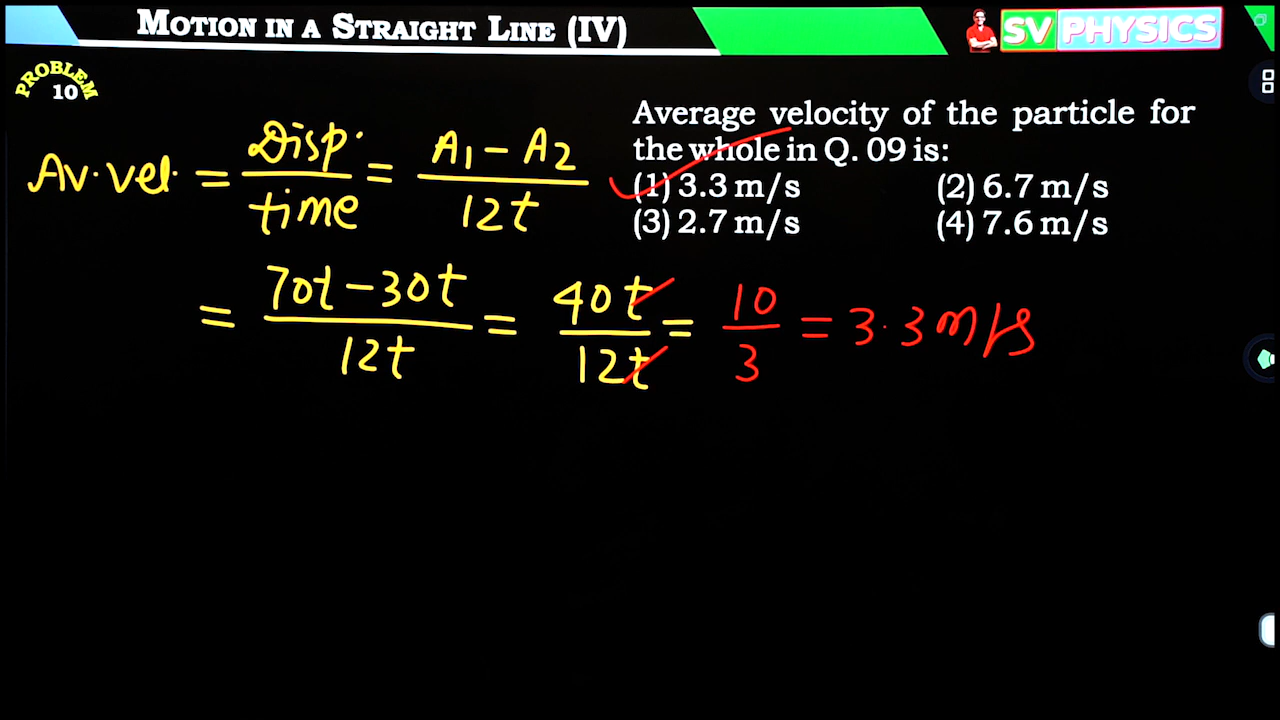 MOTION IN A STRAIGHT LINE (IV)
SV PHYSICS
PROBLEM
10
Average velocity of the particle for
the whole in Q. 09 is:
(1) 3.3 m/s (2) 6.7 m/s
(3) 2.7 m/s (4) 7.6 m/s
Av. vel. = Disp. / time = A1 - A2 / 12t
= 70t - 30t / 12t = 40t / 12t = 10 / 3 = 3.3 m/s